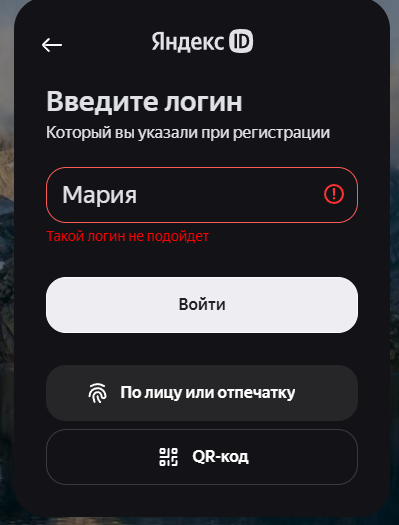 Яндекс ID
Введите логин
Который вы указали при регистрации
Мария
Такой логин не подойдет
Войти
По лицу или отпечатку
QR-код